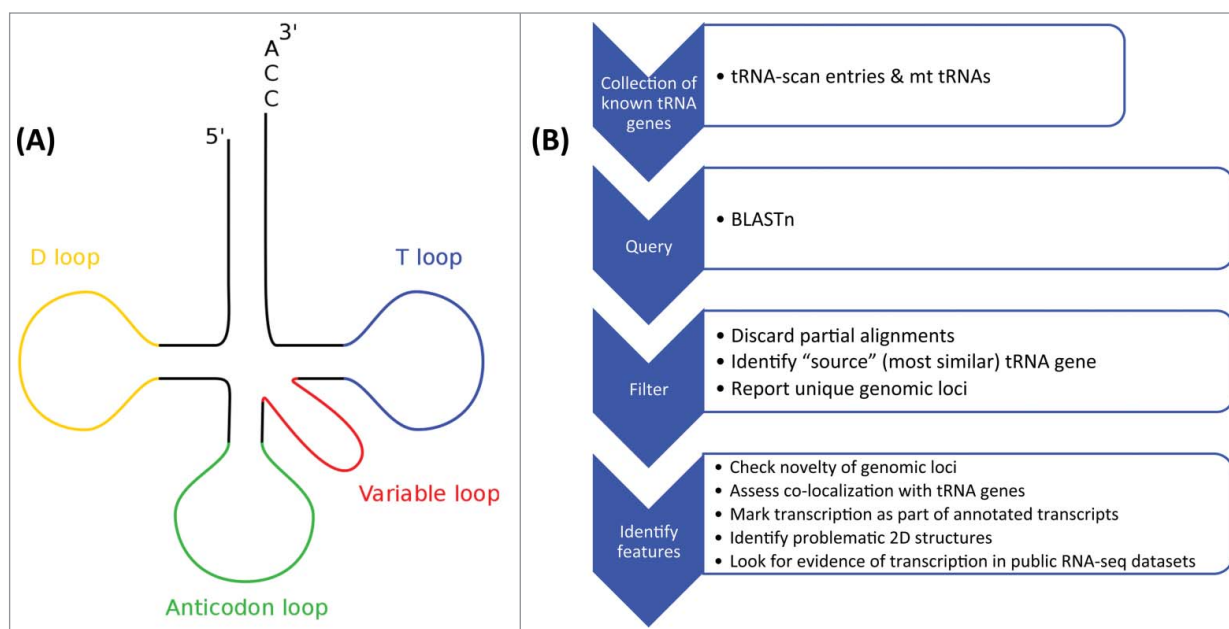 (A)
3'
A
C
C
5'
D loop
T loop
Variable loop
Anticodon loop
(B)
Collection of
known tRNA
genes
• tRNA-scan entries & mt tRNAs
Query
• BLASTn
Filter
• Discard partial alignments
• Identify “source” (most similar) tRNA gene
• Report unique genomic loci
Identify
features
• Check novelty of genomic loci
• Assess co-localization with tRNA genes
• Mark transcription as part of annotated transcripts
• Identify problematic 2D structures
• Look for evidence of transcription in public RNA-seq datasets